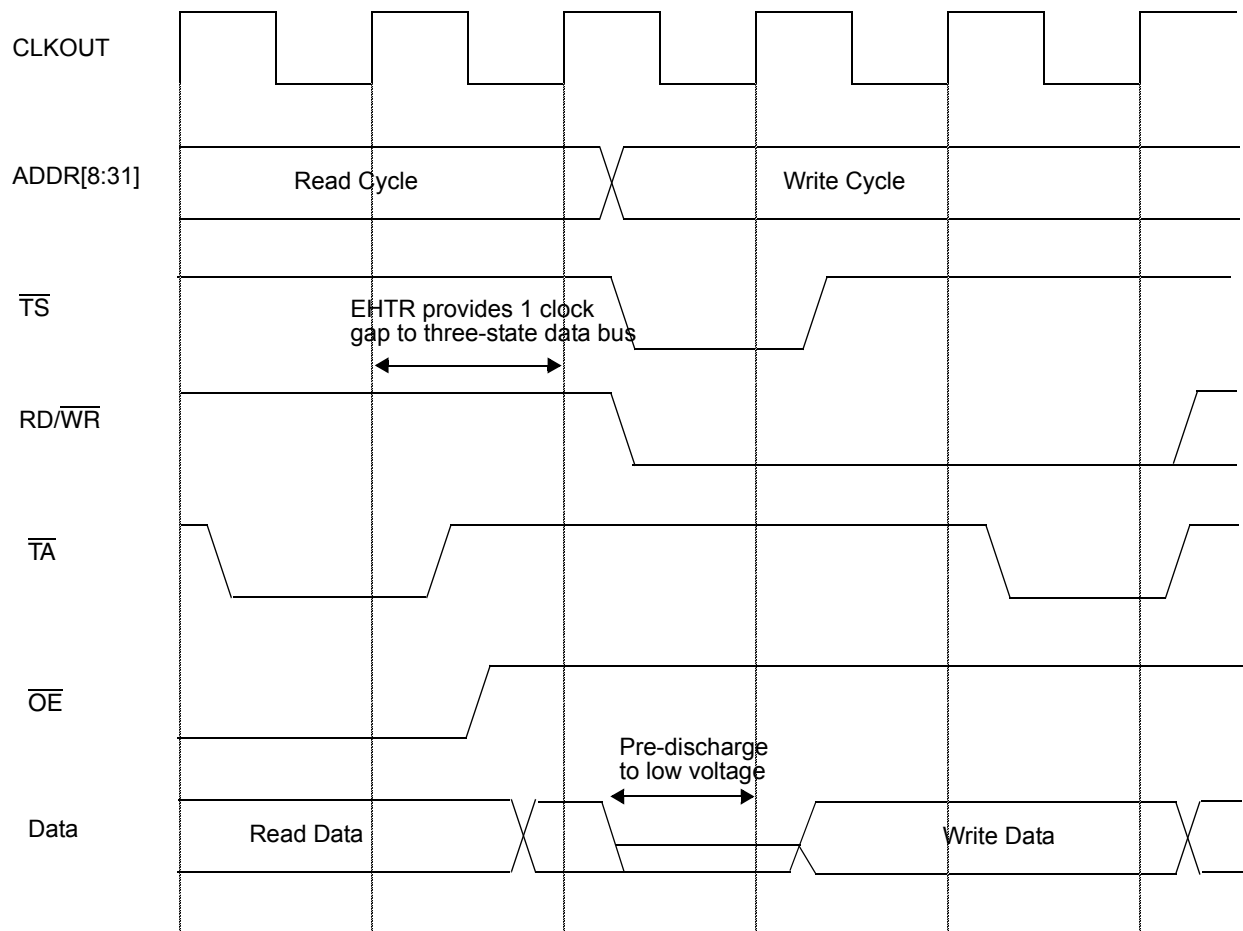 CLKOUT
ADDR[8:31]
Read Cycle
Write Cycle
TS
EHTR provides 1 clock
gap to three-state data bus
RD/WR
TA
OE
Pre-discharge
to low voltage
Data
Read Data
Write Data